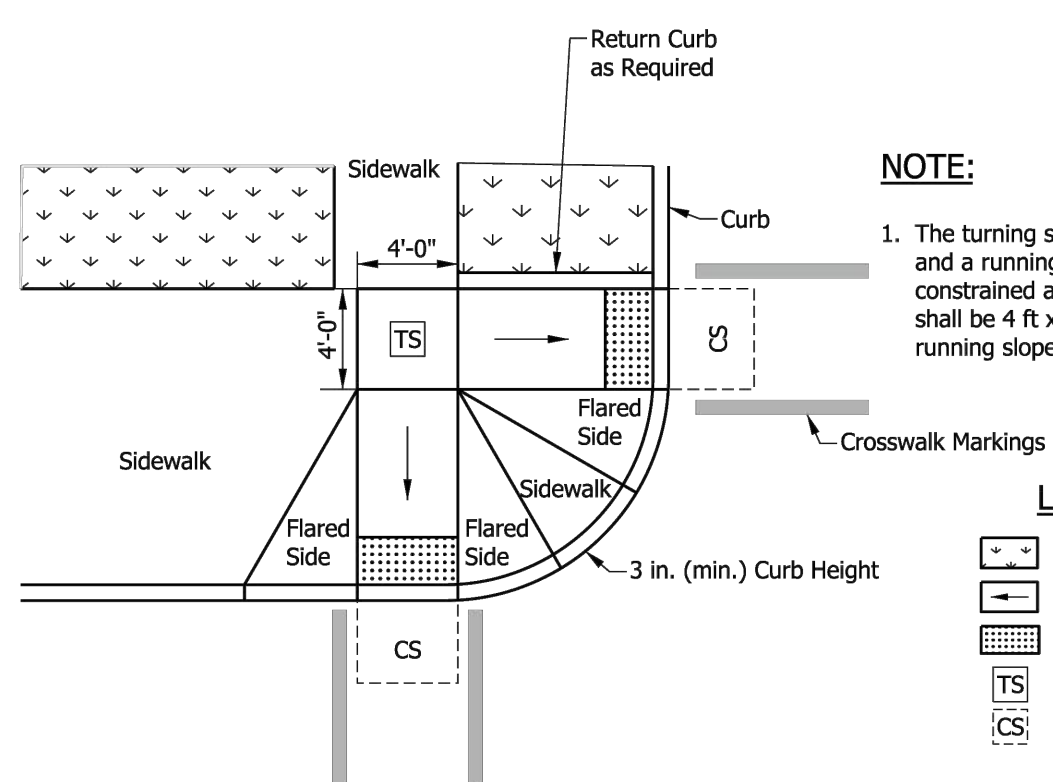 Return Curb
as Required
Sidewalk
NOTE:
Curb
4'-0"
1. The turning s
and a running
constrained a
shall be 4 ft x
running slope
4'-0"
TS
CS
Flared
Side
Crosswalk Markings
Sidewalk
Sidewalk
L
Flared
Side
Flared
Side
3 in. (min.) Curb Height
CS
TS
CS